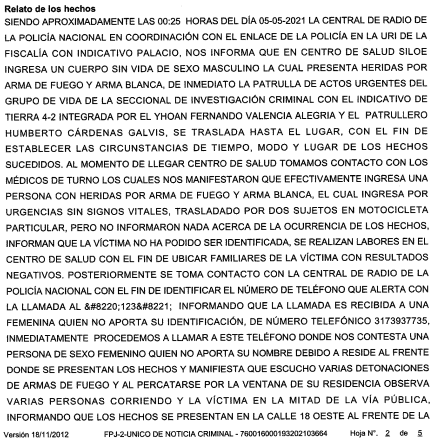 Relato de los hechos
SIENDO APROXIMADAMENTE LAS 00:25 HORAS DEL DÍA 05-05-2021 LA CENTRAL DE RADIO DE
LA POLICÍA NACIONAL EN COORDINACIÓN CON EL ENLACE DE LA POLICÍA EN LA URI DE LA
FISCALÍA CON INDICATIVO PALACIO, NOS INFORMA QUE EN CENTRO DE SALUD SILOE
INGRESA UN CUERPO SIN VIDA DE SEXO MASCULINO LA CUAL PRESENTA HERIDAS POR
ARMA DE FUEGO Y ARMA BLANCA, DE INMEDIATO LA PATRULLA DE ACTOS URGENTES DEL
GRUPO DE VIDA DE LA SECCIONAL DE INVESTIGACIÓN CRIMINAL CON EL INDICATIVO DE
TIERRA 4-2 INTEGRADA POR EL YHOAN FERNANDO VALENCIA ALEGRIA Y EL PATRULLERO
HUMBERTO CÁRDENAS GALVIS, SE TRASLADA HASTA EL LUGAR, CON EL FIN DE
ESTABLECER LAS CIRCUNSTANCIAS DE TIEMPO, MODO Y LUGAR DE LOS HECHOS
SUCEDIDOS. AL MOMENTO DE LLEGAR CENTRO DE SALUD TOMAMOS CONTACTO CON LOS
MÉDICOS DE TURNO LOS CUALES NOS MANIFESTARON QUE EFECTIVAMENTE INGRESA UNA
PERSONA CON HERIDAS POR ARMA DE FUEGO Y ARMA BLANCA, EL CUAL INGRESA POR
URGENCIAS SIN SIGNOS VITALES, TRASLADADO POR DOS SUJETOS EN MOTOCICLETA
PARTICULAR, PERO NO INFORMARON NADA ACERCA DE LA OCURRENCIA DE LOS HECHOS,
INFORMAN QUE LA VÍCTIMA NO HA PODIDO SER IDENTIFICADA, SE REALIZAN LABORES EN EL
CENTRO DE SALUD CON EL FIN DE UBICAR FAMILIARES DE LA VÍCTIMA CON RESULTADOS
NEGATIVOS. POSTERIORMENTE SE TOMA CONTACTO CON LA CENTRAL DE RADIO DE LA
POLICÍA NACIONAL CON EL FIN DE IDENTIFICAR EL NÚMERO DE TELÉFONO QUE ALERTA CON
LA LLAMADA AL &#8220;123&#8221; INFORMANDO QUE LA LLAMADA ES RECIBIDA A UNA
FEMENINA QUIEN NO APORTA SU IDENTIFICACIÓN, DE NÚMERO TELEFÓNICO 3173937735,
INMEDIATAMENTE PROCEDEMOS A LLAMAR A ESTE TELÉFONO DONDE NOS CONTESTA UNA
PERSONA DE SEXO FEMENINO QUIEN NO APORTA SU NOMBRE DEBIDO A RESIDE AL FRENTE
DONDE SE PRESENTAN LOS HECHOS Y MANIFIESTA QUE ESCUCHO VARIAS DETONACIONES
DE ARMAS DE FUEGO Y AL PERCATARSE POR LA VENTANA DE SU RESIDENCIA OBSERVA
VARIAS PERSONAS CORRIENDO Y LA VÍCTIMA EN LA MITAD DE LA VÍA PÚBLICA,
INFORMANDO QUE LOS HECHOS SE PRESENTAN EN LA CALLE 18 OESTE AL FRENTE DE LA
Versión 18/11/2012 FPJ-2-UNICO DE NOTICIA CRIMINAL - 760016000193202103664 Hoja N°. 2 de 5